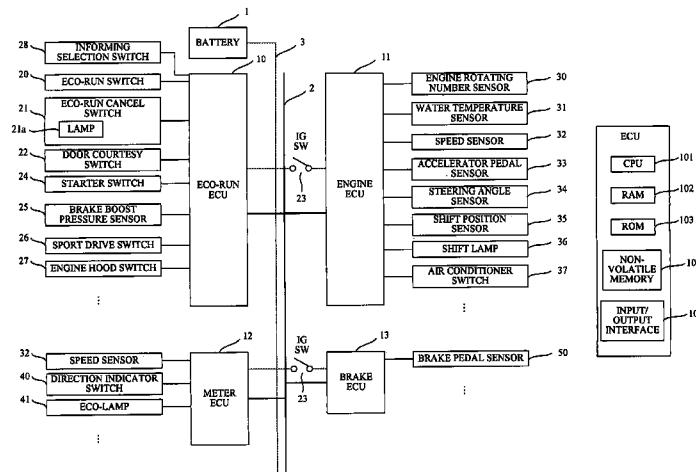 1
BATTERY
3
28
INFORMING
SELECTION SWITCH
20
ECO-RUN SWITCH
21
ECO-RUN CANCEL
SWITCH
21a
LAMP
22
DOOR COURTESY
SWITCH
24
STARTER SWITCH
25
BRAKE BOOST
PRESSURE SENSOR
26
SPORT DRIVE SWITCH
27
ENGINE HOOD SWITCH
10
ECO-RUN
ECU
2
IG
SW
23
11
ENGINE
ECU
ENGINE ROTATING
NUMBER SENSOR
30
WATER TEMPERATURE
SENSOR
31
SPEED SENSOR
32
ACCELERATOR PEDAL
SENSOR
33
STEERING ANGLE
SENSOR
34
SHIFT POSITION
SENSOR
35
SHIFT LAMP
36
AIR CONDITIONER
SWITCH
37
ECU
CPU
101
RAM
102
ROM
103
NON-
VOLATILE
MEMORY
10
INPUT/
OUTPUT
INTERFACE
10
32
SPEED SENSOR
40
DIRECTION INDICATOR
SWITCH
41
ECO-LAMP
12
METER
ECU
IG
SW
23
13
BRAKE
ECU
BRAKE PEDAL SENSOR
50